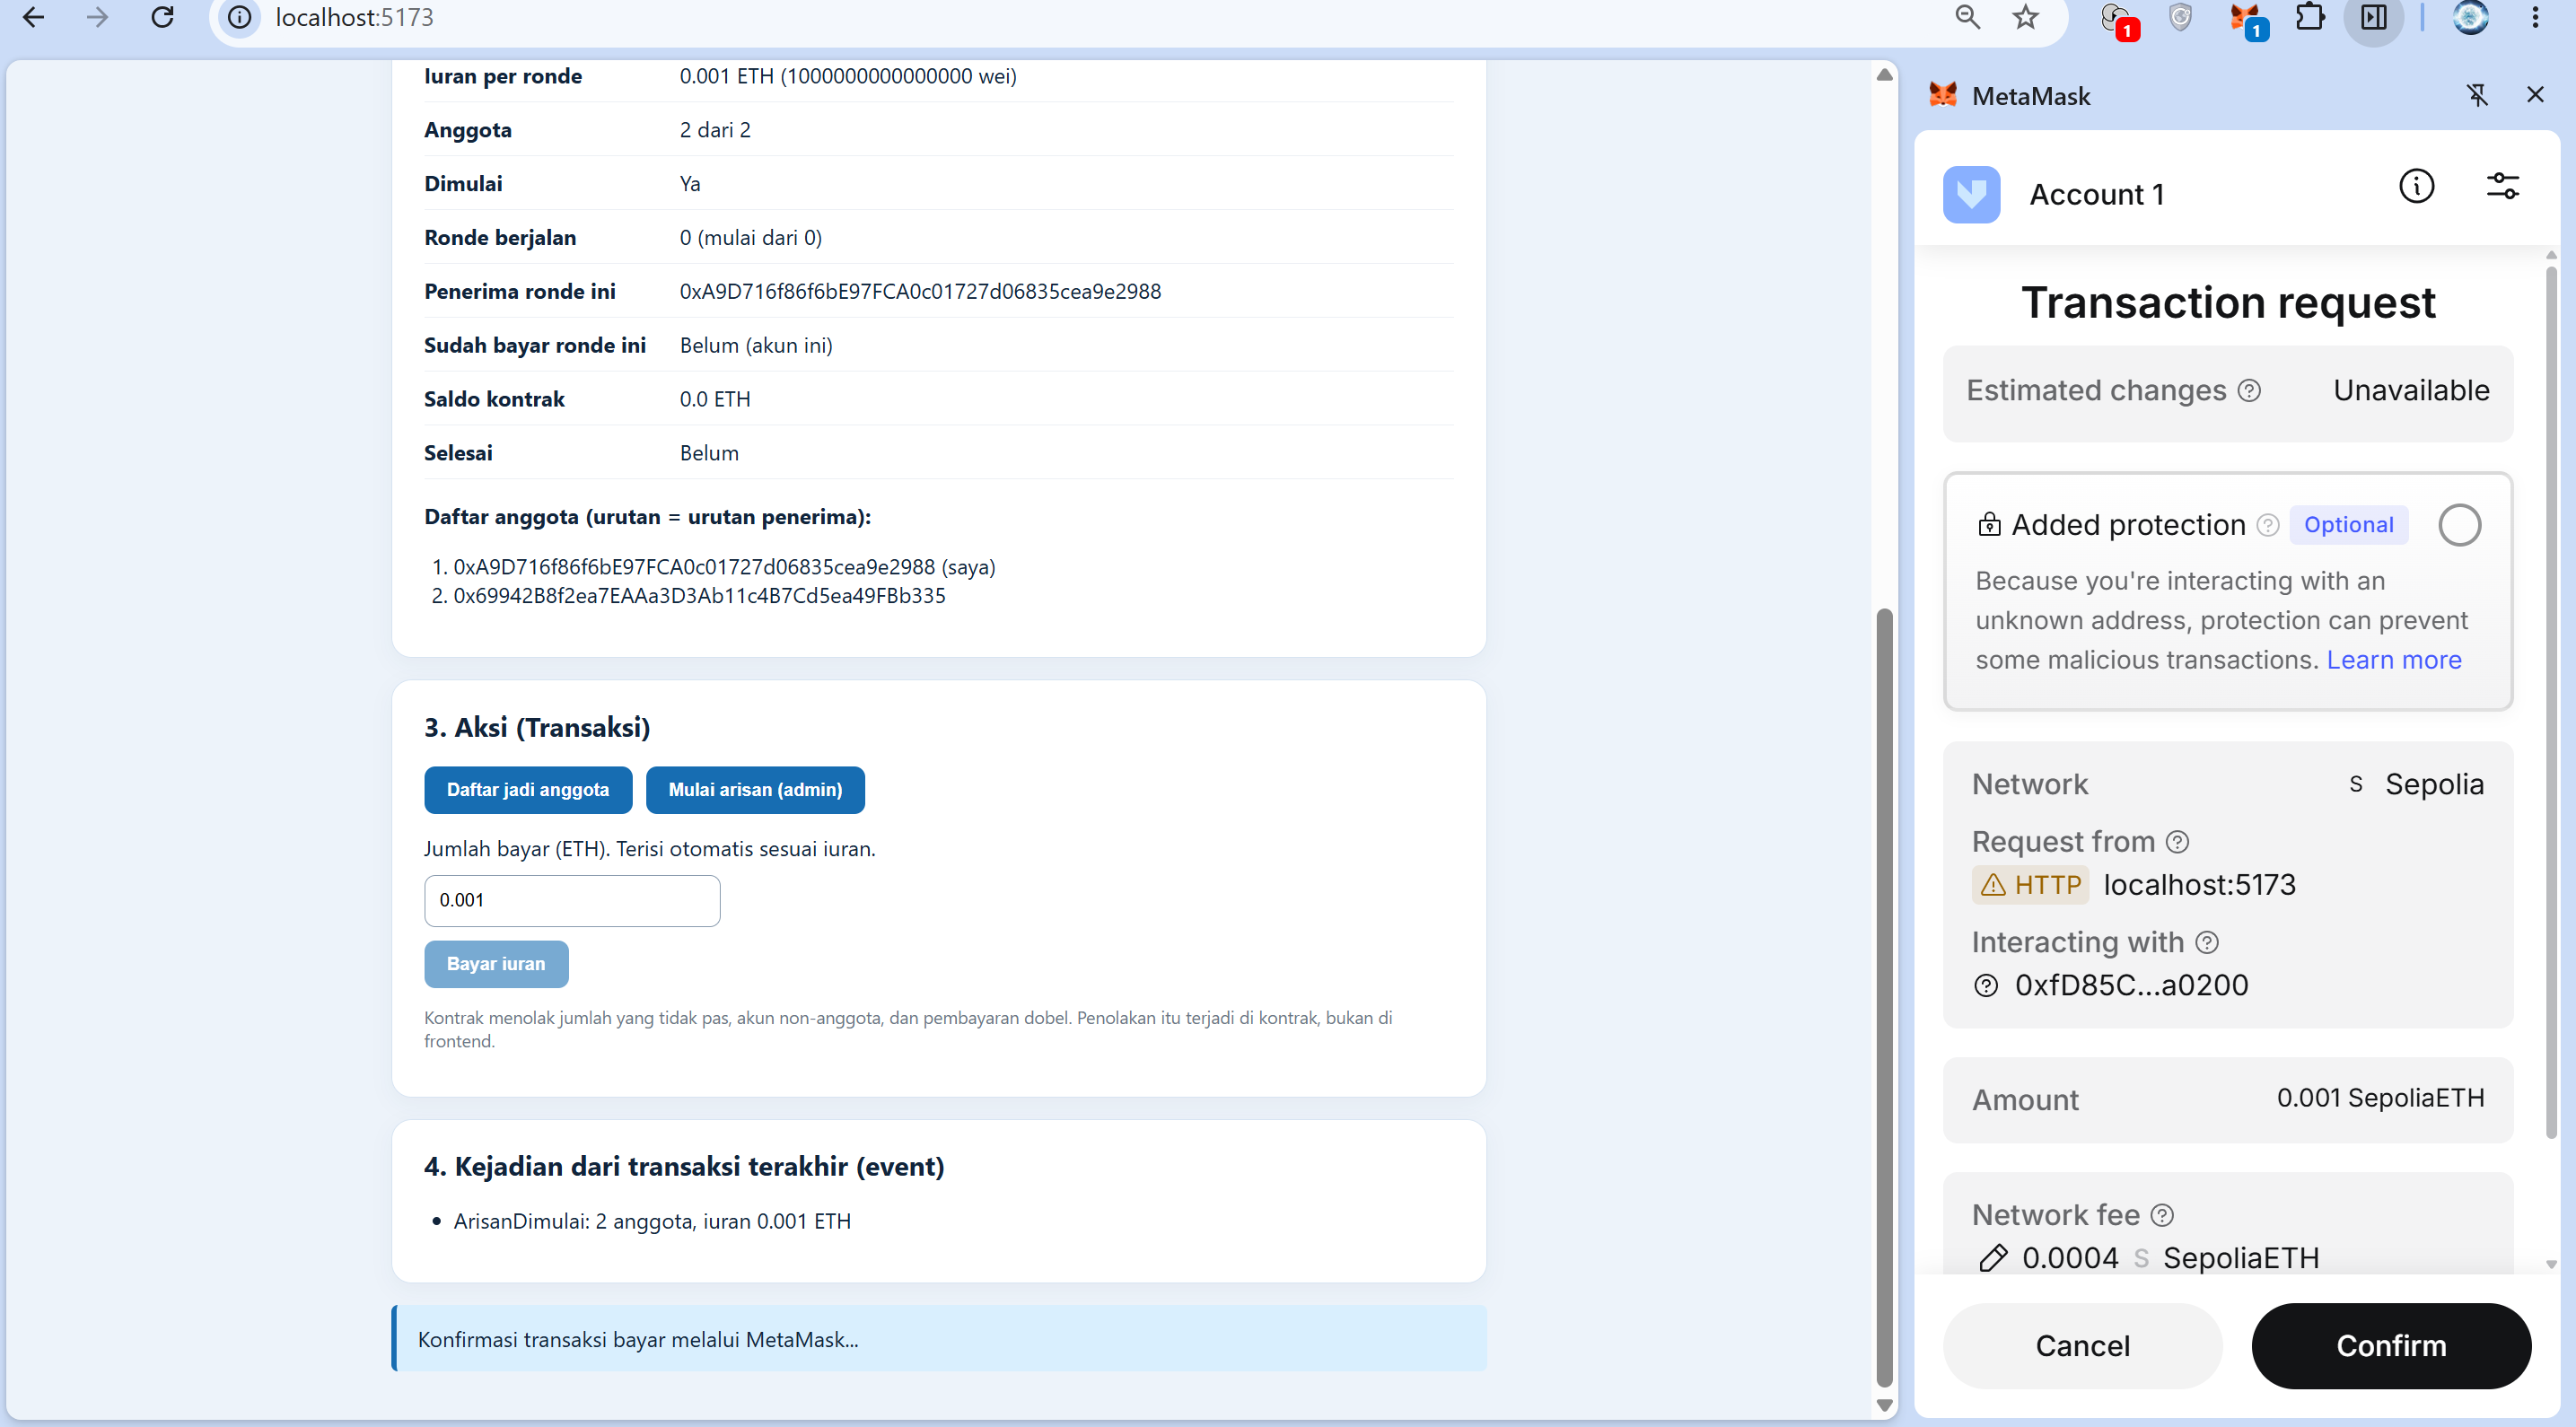 localhost:5173
1
1
Iuran per ronde 0.001 ETH (1000000000000000 wei)
Anggota 2 dari 2
Dimulai Ya
Ronde berjalan 0 (mulai dari 0)
Penerima ronde ini 0xA9D716f86f6bE97FCA0c01727d06835cea9e2988
Sudah bayar ronde ini Belum (akun ini)
Saldo kontrak 0.0 ETH
Selesai Belum
Daftar anggota (urutan = urutan penerima):
1. 0xA9D716f86f6bE97FCA0c01727d06835cea9e2988 (saya)
2. 0x69942B8f2ea7EAAa3D3Ab11c4B7Cd5ea49FBb335
3. Aksi (Transaksi)
Daftar jadi anggota Mulai arisan (admin)
Jumlah bayar (ETH). Terisi otomatis sesuai iuran.
0.001
Bayar iuran
Kontrak menolak jumlah yang tidak pas, akun non-anggota, dan pembayaran dobel. Penolakan itu terjadi di kontrak, bukan di
frontend.
4. Kejadian dari transaksi terakhir (event)
• ArisanDimulai: 2 anggota, iuran 0.001 ETH
Konfirmasi transaksi bayar melalui MetaMask...
MetaMask
Account 1
Transaction request
Estimated changes Unavailable
Added protection Optional
Because you're interacting with an
unknown address, protection can prevent
some malicious transactions. Learn more
Network S Sepolia
Request from
HTTP localhost:5173
Interacting with
0xfD85C...a0200
Amount 0.001 SepoliaETH
Network fee
0.0004 S SepoliaETH
Cancel Confirm